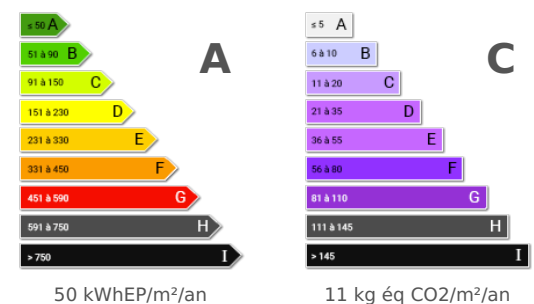 ≤ 50 A
51 à 90 B
91 à 150 C
151 à 230 D
231 à 330 E
331 à 450 F
451 à 590 G
591 à 750 H
> 750 I
A
50 kWhEP/m²/an
≤ 5 A
6 à 10 B
11 à 20 C
21 à 35 D
36 à 55 E
56 à 80 F
81 à 110 G
111 à 145 H
> 145 I
C
11 kg éq CO2/m²/an